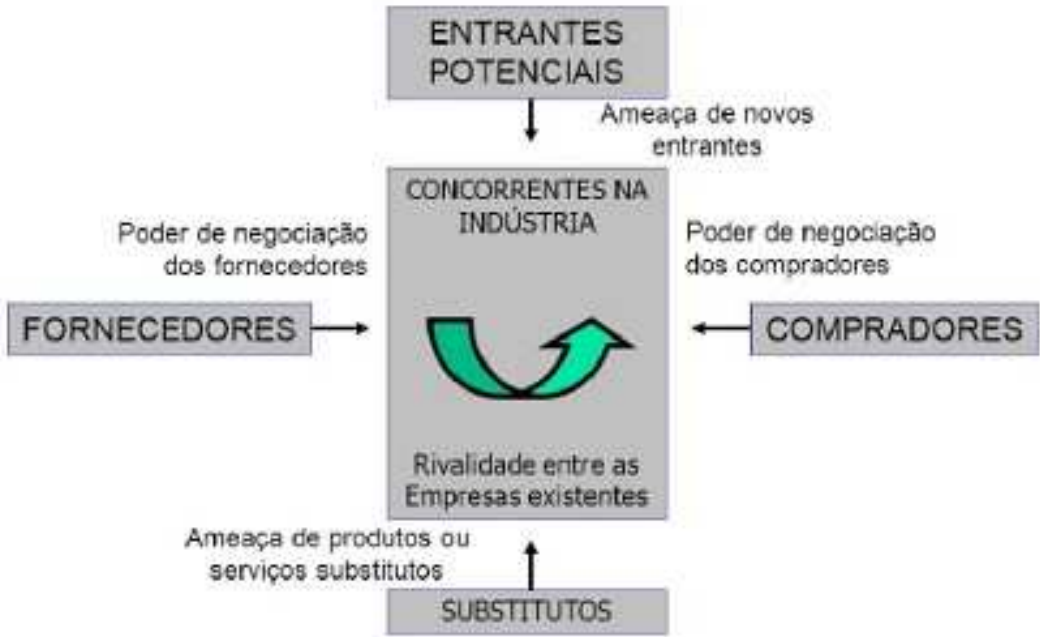 ENTRANTES
POTENCIAIS
Ameaça de novos
entrantes
CONCORRENTES NA
INDÚSTRIA
Poder de negociação
dos fornecedores
Poder de negociação
dos compradores
FORNECEDORES
COMPRADORES
Rivalidade entre as
Empresas existentes
Ameaça de produtos ou
serviços substitutos
SUBSTITUTOS